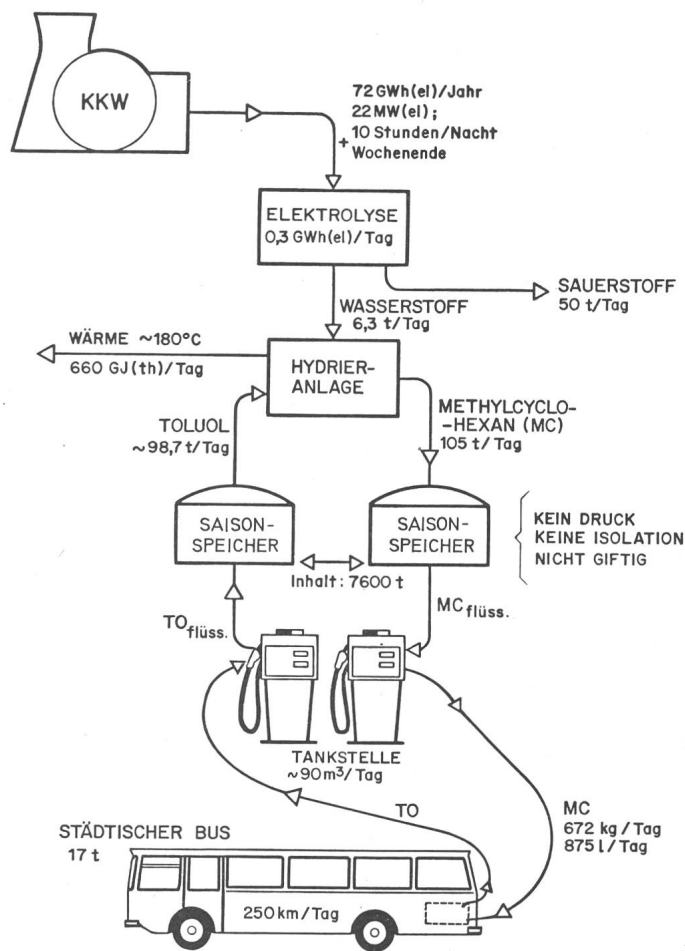 KKW
72 GWh(el)/Jahr
22 MW(el);
10 Stunden/Nacht
+
Wochenende
ELEKTROLYSE
0,3 GWh(el)/Tag
SAUERSTOFF
50 t/Tag
WASSERSTOFF
6,3 t/Tag
WÄRME ~180°C
660 GJ(th)/Tag
HYDRIER-
ANLAGE
TOLUOL
~98,7 t/Tag
METHYLCYCLO-
-HEXAN (MC)
105 t/Tag
SAISON-
SPEICHER
SAISON-
SPEICHER
KEIN DRUCK
KEINE ISOLATION
NICHT GIFTIG
Inhalt: 7600 t
TO flüss.
MC flüss.
TANKSTELLE
~90 m³/Tag
TO
MC
672 kg/Tag
875 l/Tag
STÄDTISCHER BUS
17 t
250 km/Tag